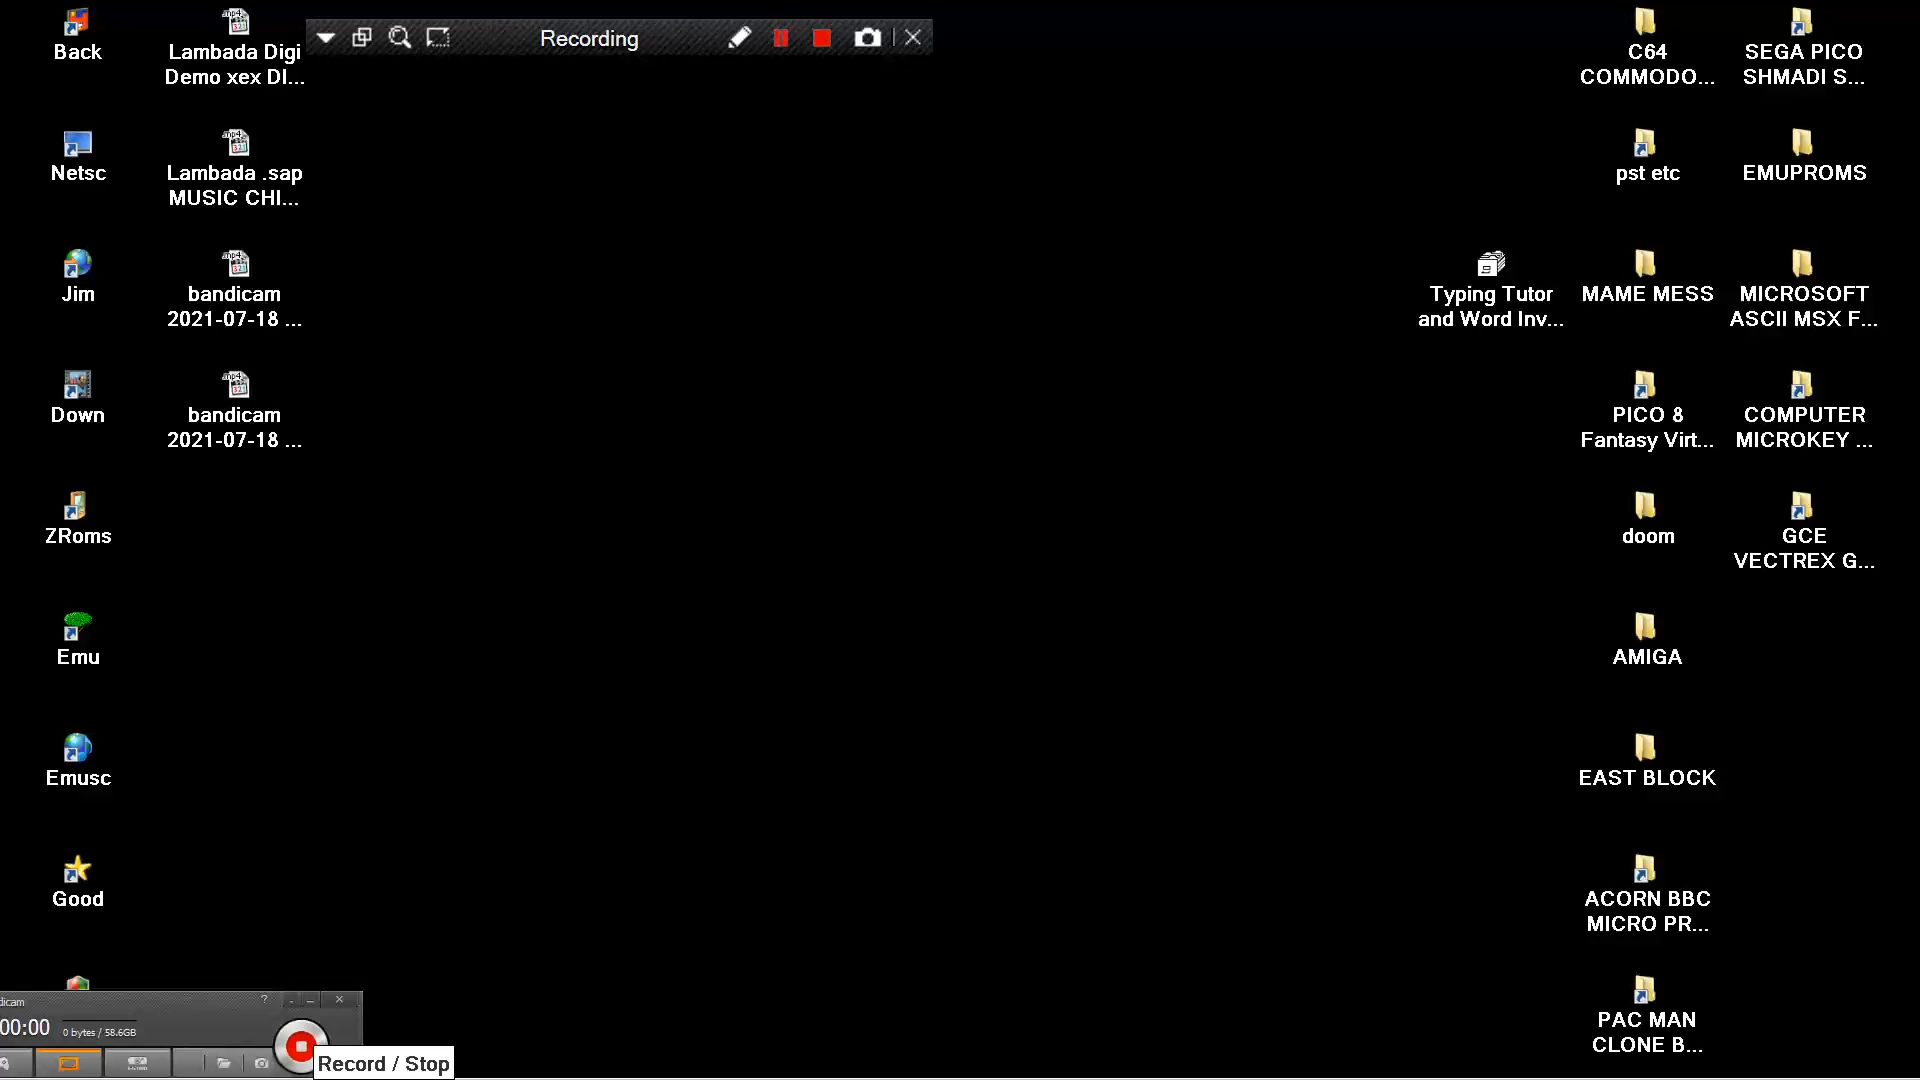 Back
Lambada Digi
Demo xex DI...
Recording
C64
COMMODO...
SEGA PICO
SHMADI S...
Netsc
Lambada .sap
MUSIC CHI...
pst etc
EMUPROMS
Jim
bandicam
2021-07-18 ...
Typing Tutor
and Word Inv...
MAME MESS
MICROSOFT
ASCII MSX F...
Down
bandicam
2021-07-18 ...
PICO 8
Fantasy Virt...
COMPUTER
MICROKEY ...
ZRoms
doom
GCE
VECTREX G...
Emu
AMIGA
Emusc
EAST BLOCK
Good
ACORN BBC
MICRO PR...
dicam
00:00
0 bytes / 58.6GB
Record / Stop
PAC MAN
CLONE B...